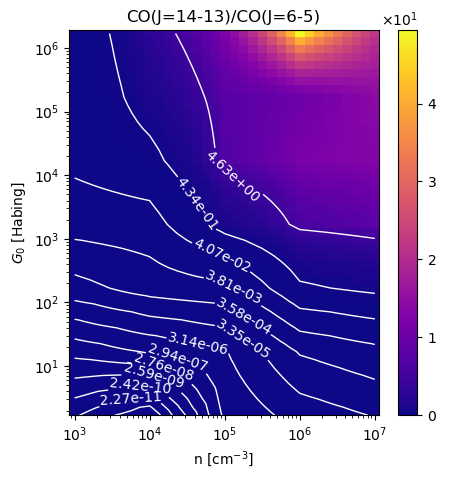 CO(J=14-13)/CO(J=6-5)
×10¹
10⁶
10⁵
10⁴
10³
10²
10¹
G₀ [Habing]
4.63e+00
4.34e-01
4.07e-02
3.81e-03
3.58e-04
3.35e-05
3.14e-06
2.94e-07
2.76e-08
2.59e-09
2.42e-10
2.27e-11
10³
10⁴
10⁵
10⁶
10⁷
n [cm⁻³]
4
3
2
1
0